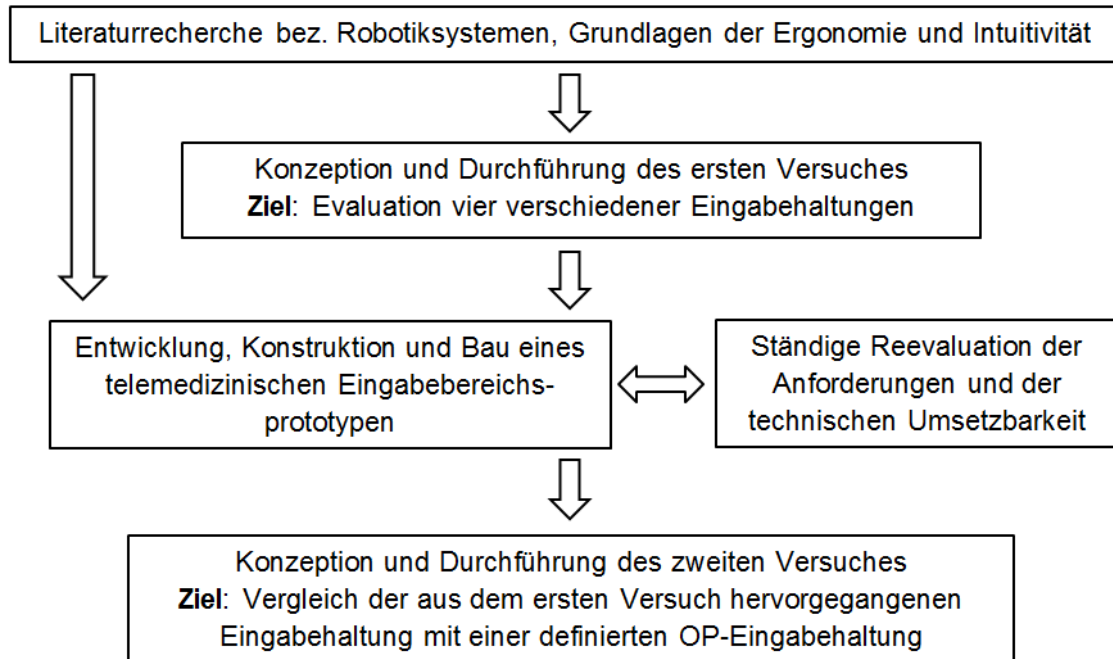 Literaturrecherche bez. Robotiksystemen, Grundlagen der Ergonomie und Intuitivität
Konzeption und Durchführung des ersten Versuches
Ziel: Evaluation vier verschiedener Eingabehaltungen
Entwicklung, Konstruktion und Bau eines
telemedizinischen Eingabebereichs-
prototypen
Ständige Reevaluation der
Anforderungen und der
technischen Umsetzbarkeit
Konzeption und Durchführung des zweiten Versuches
Ziel: Vergleich der aus dem ersten Versuch hervorgegangenen
Eingabehaltung mit einer definierten OP-Eingabehaltung